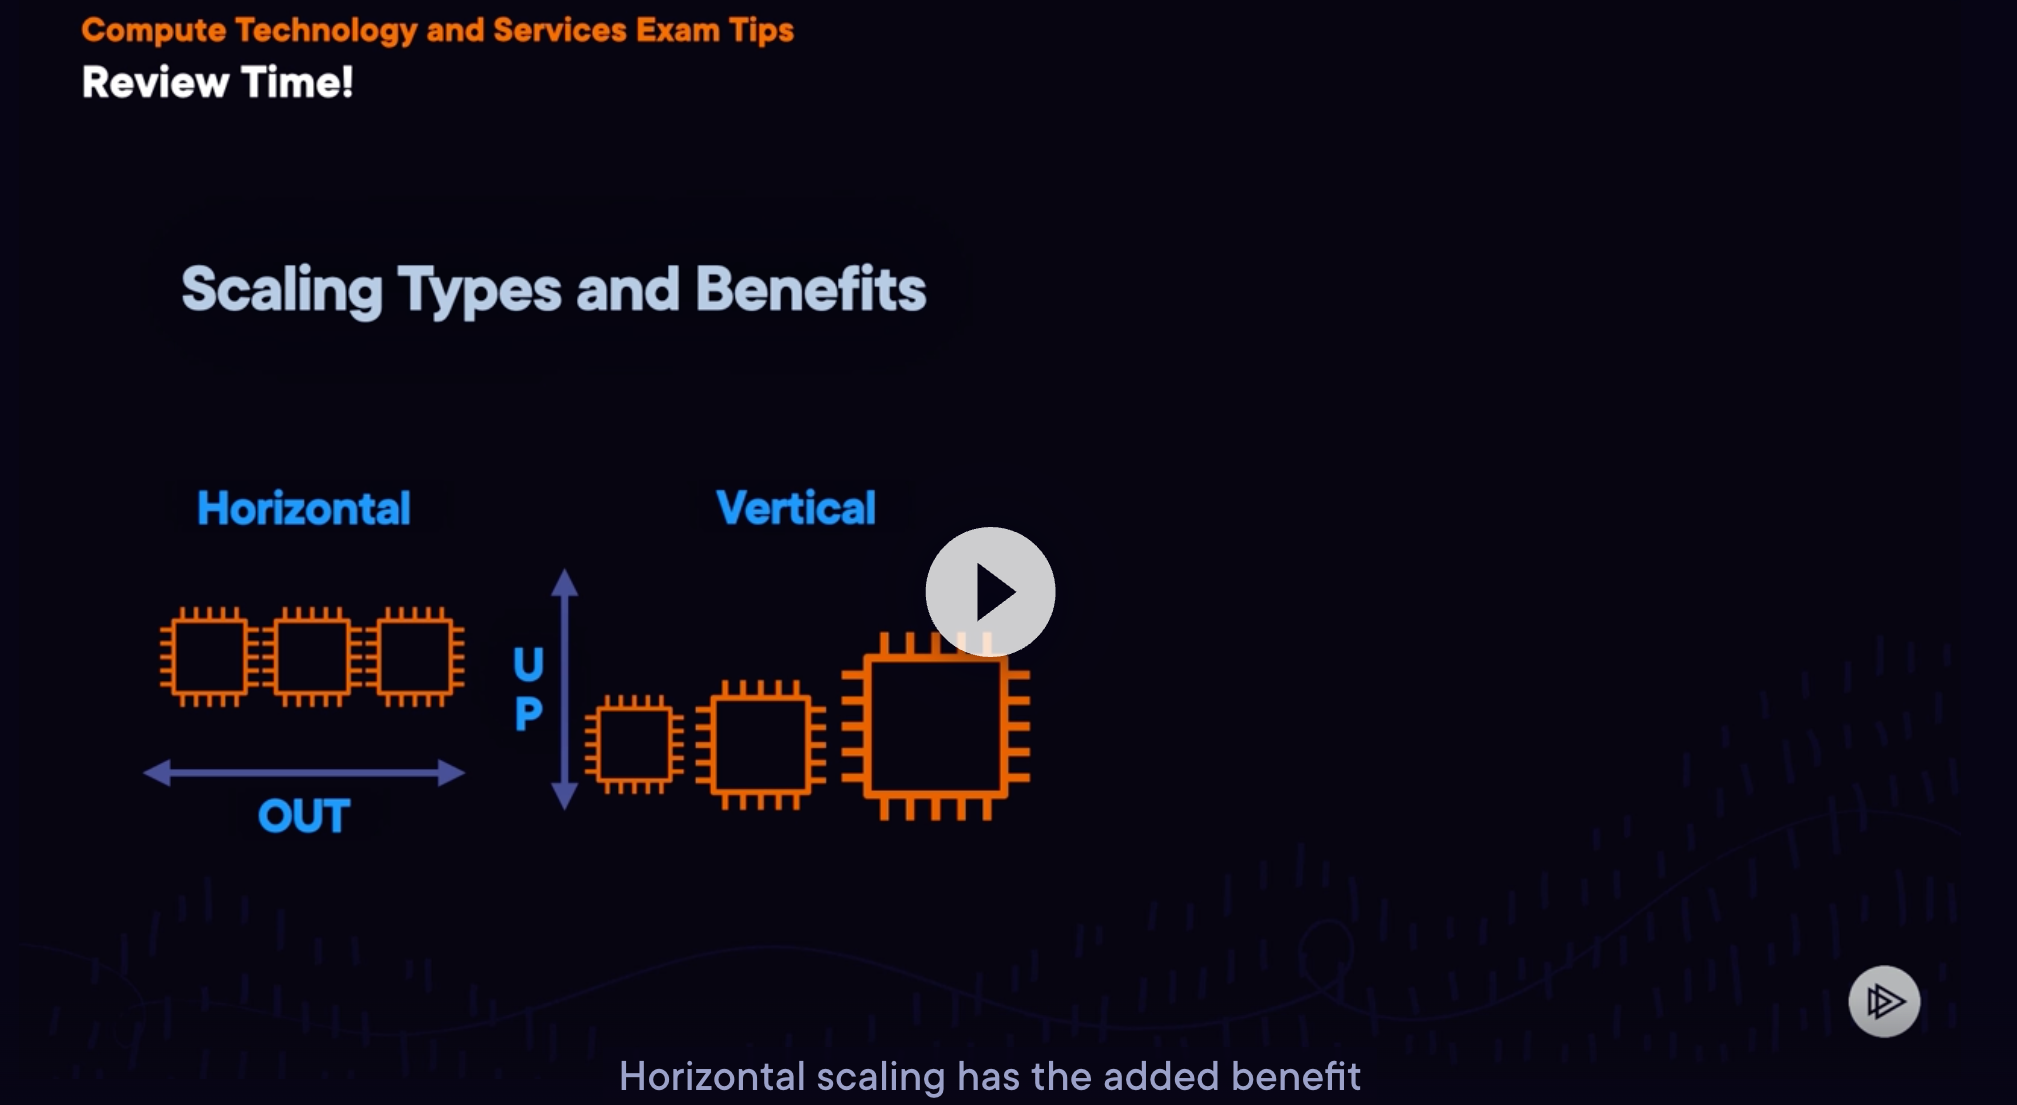 Compute Technology and Services Exam Tips
Review Time!
Scaling Types and Benefits
Horizontal
Vertical
OUT
U
P
Horizontal scaling has the added benefit